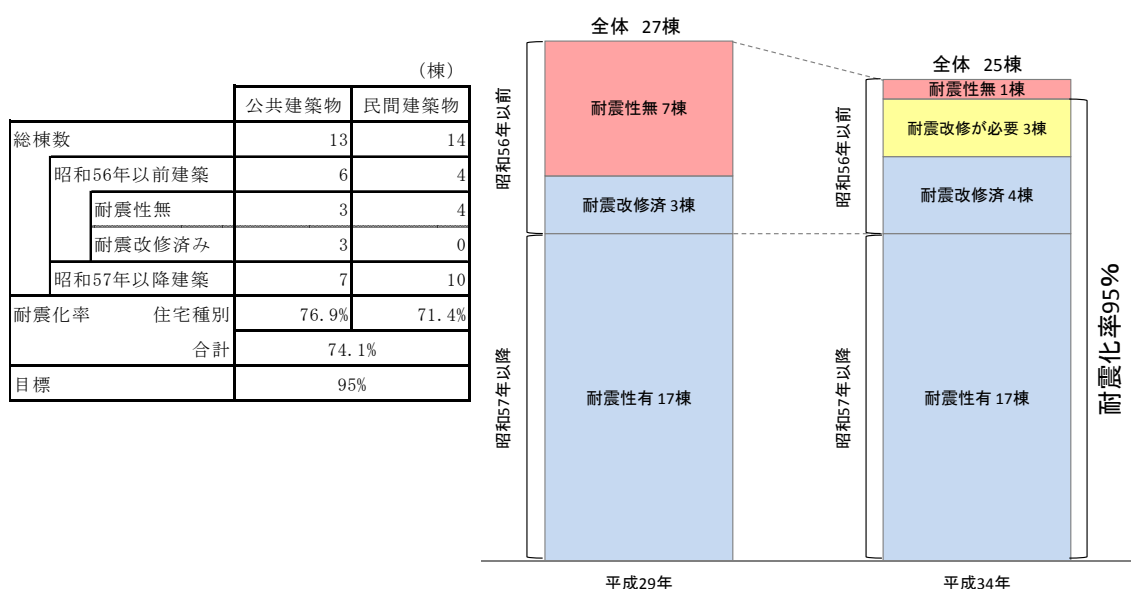 （棟）
公共建築物 民間建築物
総棟数 13 14
昭和56年以前建築 6 4
耐震性無 3 4
耐震改修済み 3 0
昭和57年以降建築 7 10
耐震化率 住宅種別 76.9% 71.4%
合計 74.1%
目標 95%
全体 27棟
昭和56年以前
耐震性無 7棟
耐震改修済 3棟
昭和57年以降
耐震性有 17棟
平成29年
全体 25棟
昭和56年以前
耐震性無 1棟
耐震改修が必要 3棟
耐震改修済 4棟
昭和57年以降
耐震性有 17棟
耐震化率95%
平成34年